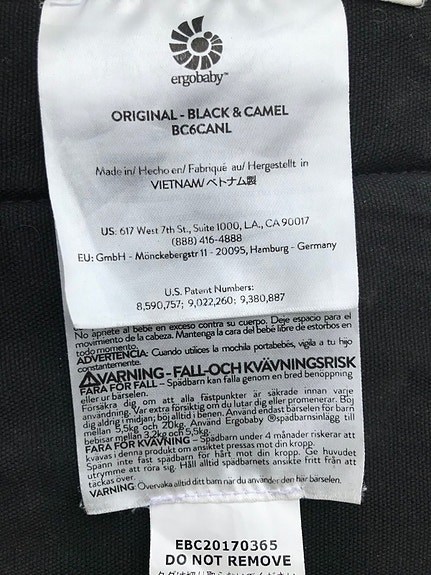 ergobaby™
ORIGINAL - BLACK & CAMEL
BC6CANL
Made in/ Hecho en/ Fabriqué au/ Hergestellt in
VIETNAM/ベトナム製
US: 617 West 7th St., Suite 1000, L.A., CA 90017
(888) 416-4888
EU: GmbH - Mönckebergstr 11 - 20095, Hamburg - Germany
U.S. Patent Numbers:
8,590,757; 9,022,260; 9,380,887
No apriete al bebé en exceso contra su cuerpo. Deje espacio para el
movimiento de la cabeza. Mantenga la cara del bebé libre de estorbos en
todo momento.
ADVERTENCIA: Cuando utilices la mochila portabebés, vigila a tu hijo
constantemente.
VARNING - FALL-OCH KVÄVNINGSRISK
FARA FÖR FALL – Spädbarn kan falla genom en bred benöppning
eller ur bärselen.
Försäkra dig om att alla fästpunkter är säkrade innan varje
användning. Var extra försiktig om du lutar dig eller promenerar. Böj
dig aldrig i midjan; böj alltid i benen. Använd endast bärselen för barn
mellan 5,5kg och 20kg. Använd Ergobaby ®spädbarnsinlägg till
bebisar mellan 3,2kg och 5,5kg.
FARA FÖR KVÄVNING – Spädbarn under 4 månader riskerar att
kvävas i denna produkt om ansiktet pressas mot din kropp.
Spänn inte fast spädbarn för hårt mot din kropp. Ge huvudet
utrymme att röra sig. Håll alltid spädbarnets ansikte fritt från att
täckas över.
VARNING: Övervaka alltid ditt barn när du använder den här bärselen.
EBC20170365
DO NOT REMOVE